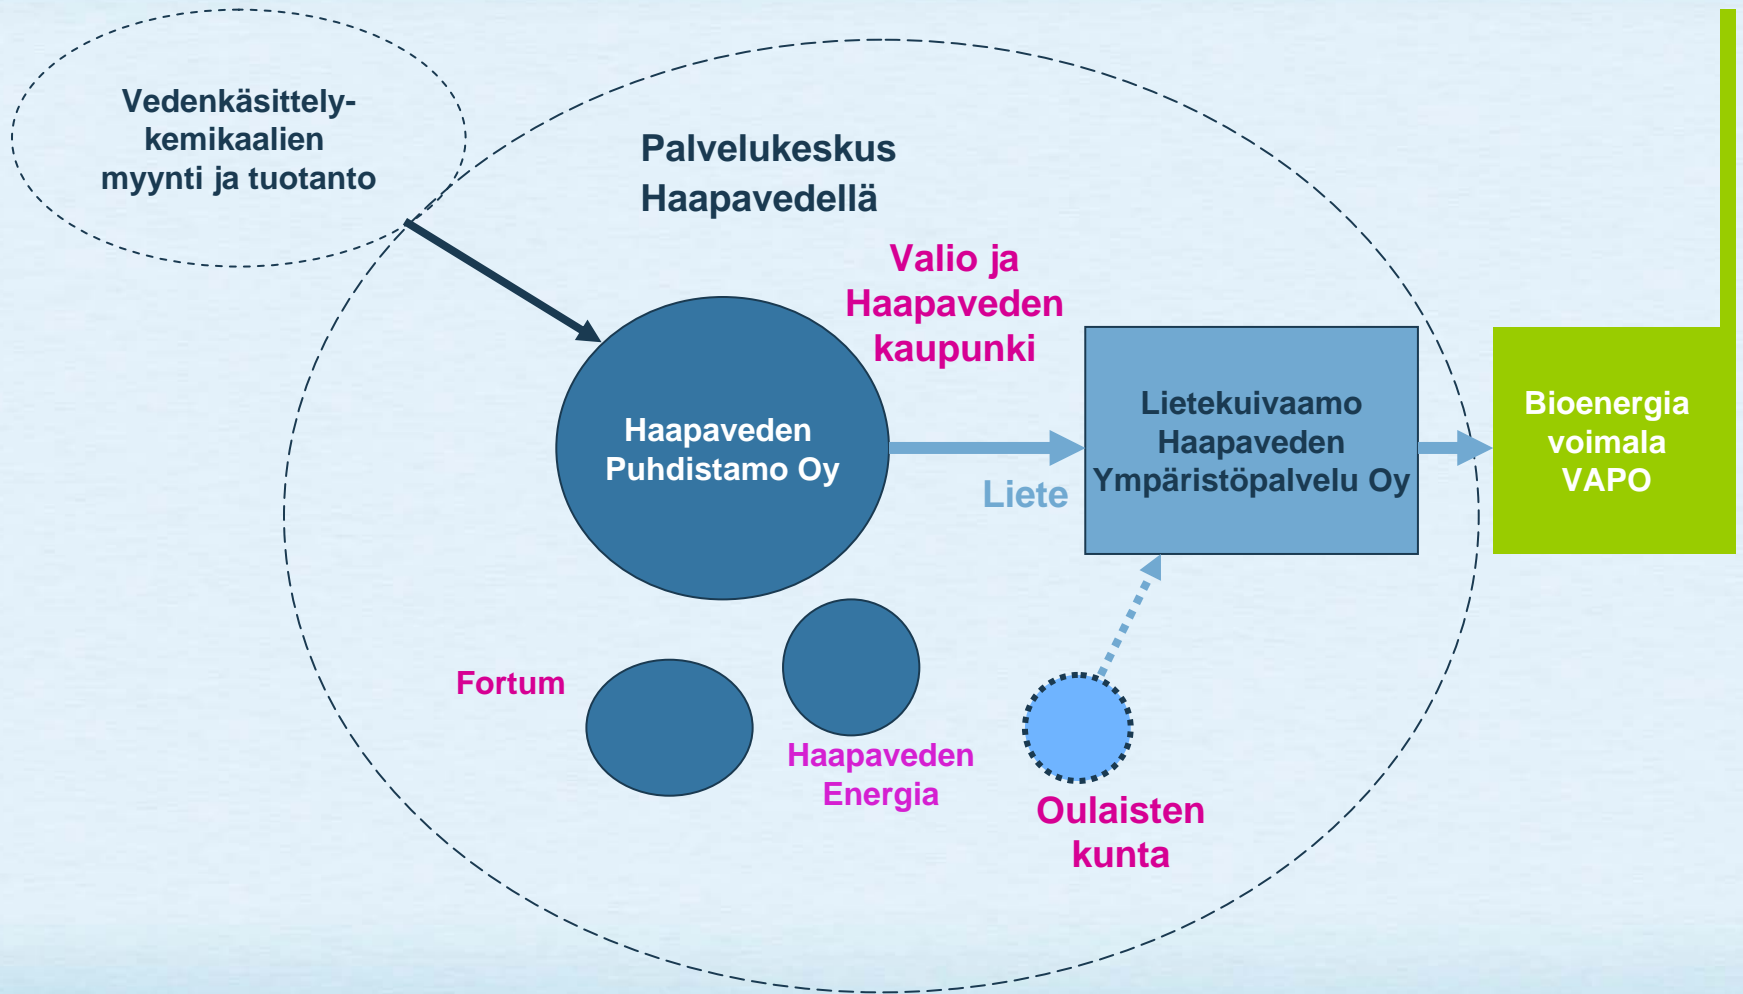 Vedenkäsittely-
kemikaalien
myynti ja tuotanto
Palvelukeskus
Haapavedellä
Valio ja
Haapaveden
kaupunki
Haapaveden
Puhdistamo Oy
Liete
Lietekuivaamo
Haapaveden
Ympäristöpalvelu Oy
Bioenergia
voimala
VAPO
Fortum
Haapaveden
Energia
Oulaisten
kunta